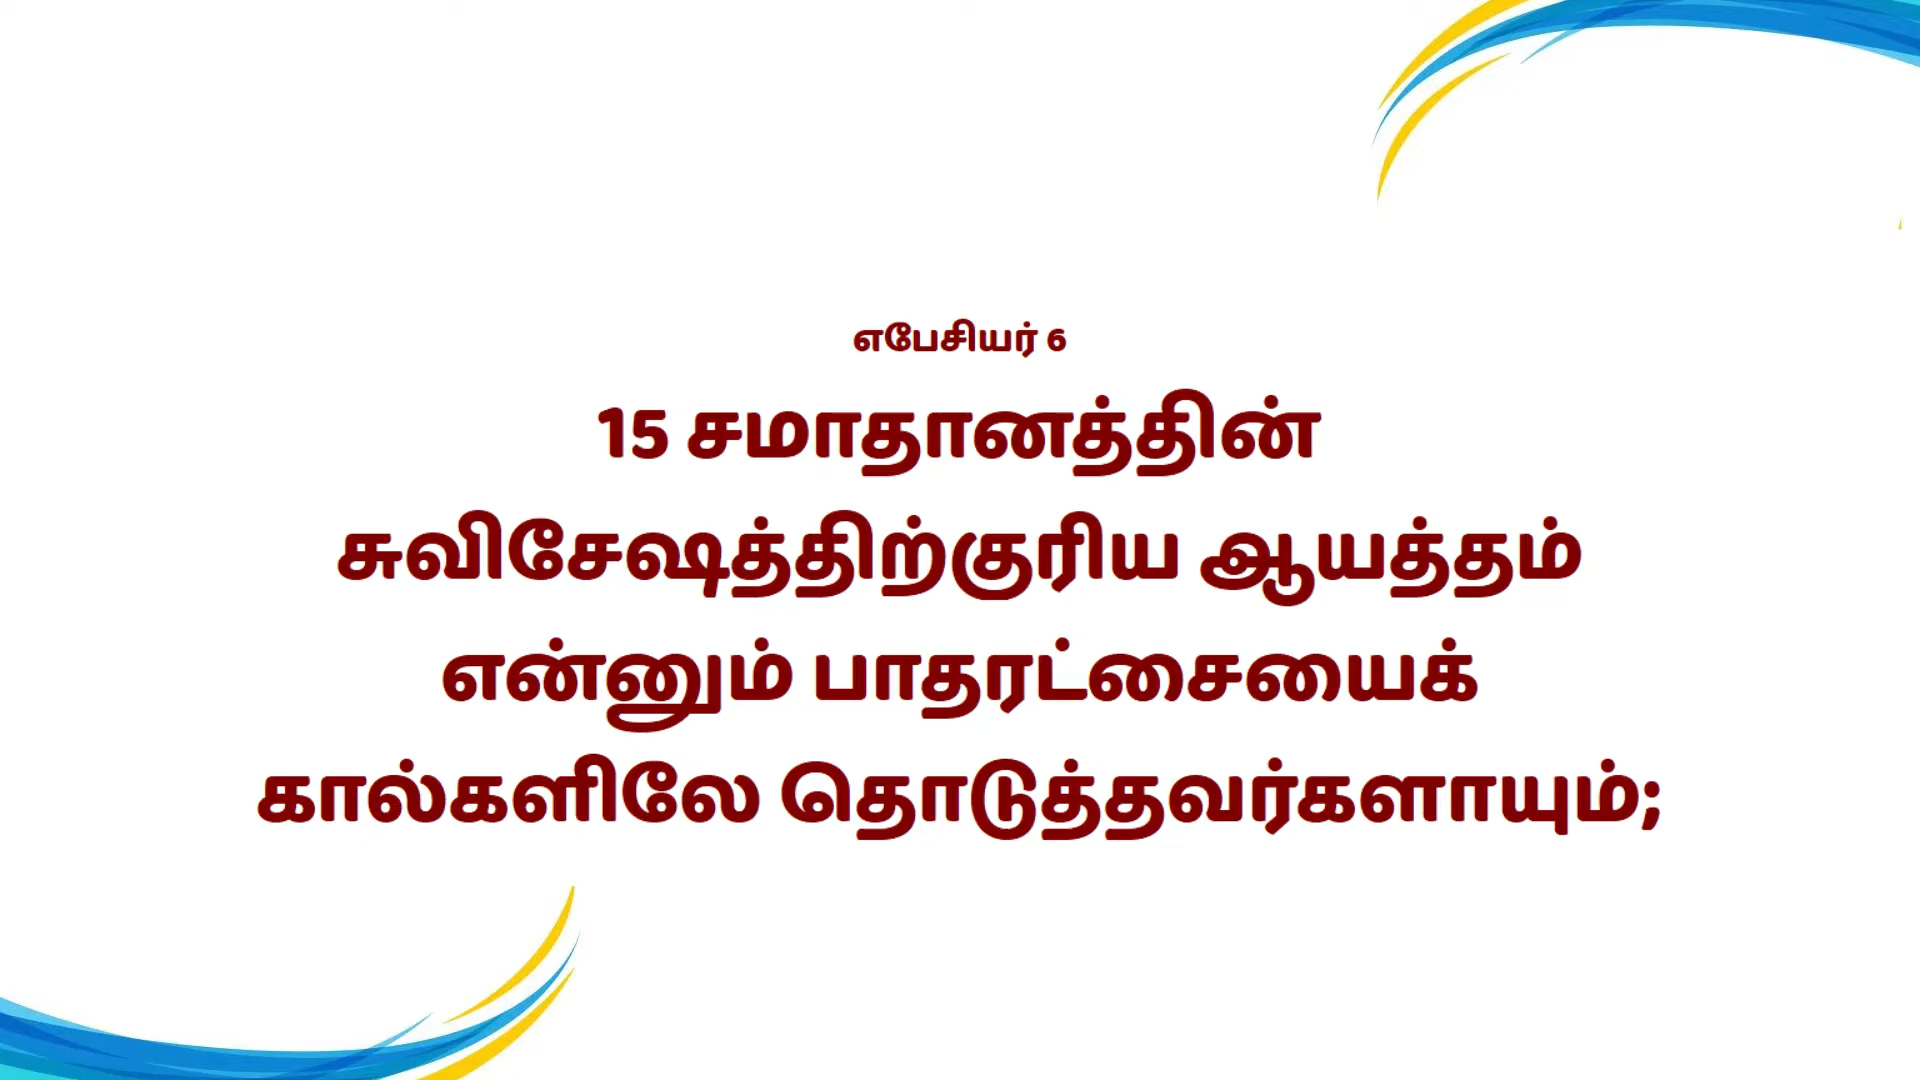 எபேசியர் 6
15 சமாதானத்தின்
சுவிசேஷத்திற்குரிய ஆயத்தம்
என்னும் பாதரட்சையைக்
கால்களிலே தொடுத்தவர்களாயும்;